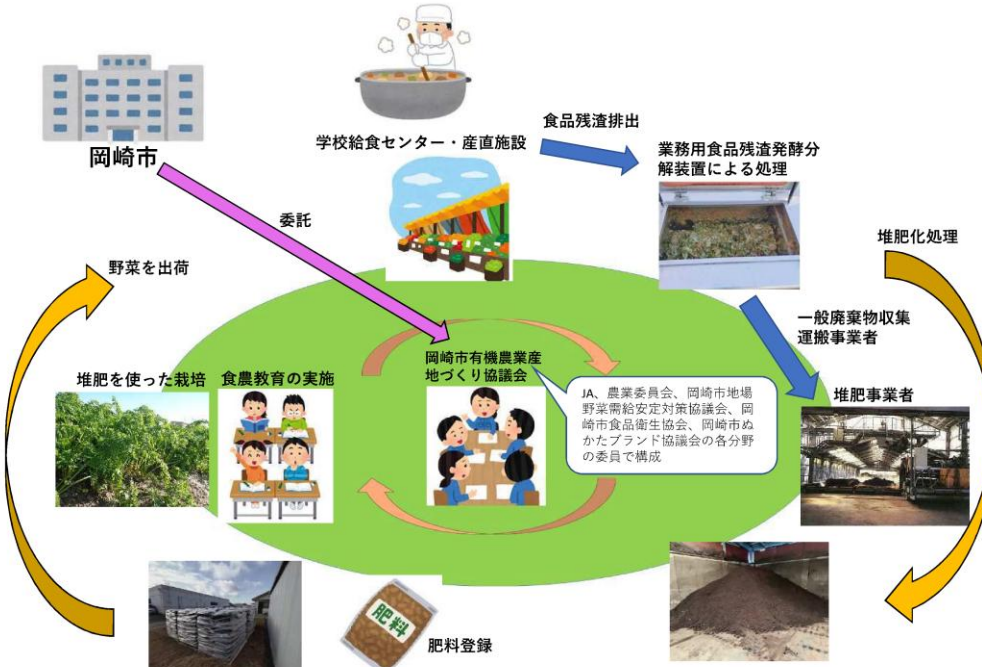 岡崎市
学校給食センター・産直施設
食品残渣排出
業務用食品残渣発酵分
解装置による処理
委託
堆肥化処理
野菜を出荷
一般廃棄物収集
運搬事業者
岡崎市有機農業産
地づくり協議会
堆肥を使った栽培
食農教育の実施
JA、農業委員会、岡崎市地場
野菜需給安定対策協議会、岡
崎市食品衛生協会、岡崎市ぬ
かたブランド協議会の各分野
の委員で構成
堆肥事業者
肥料
肥料登録